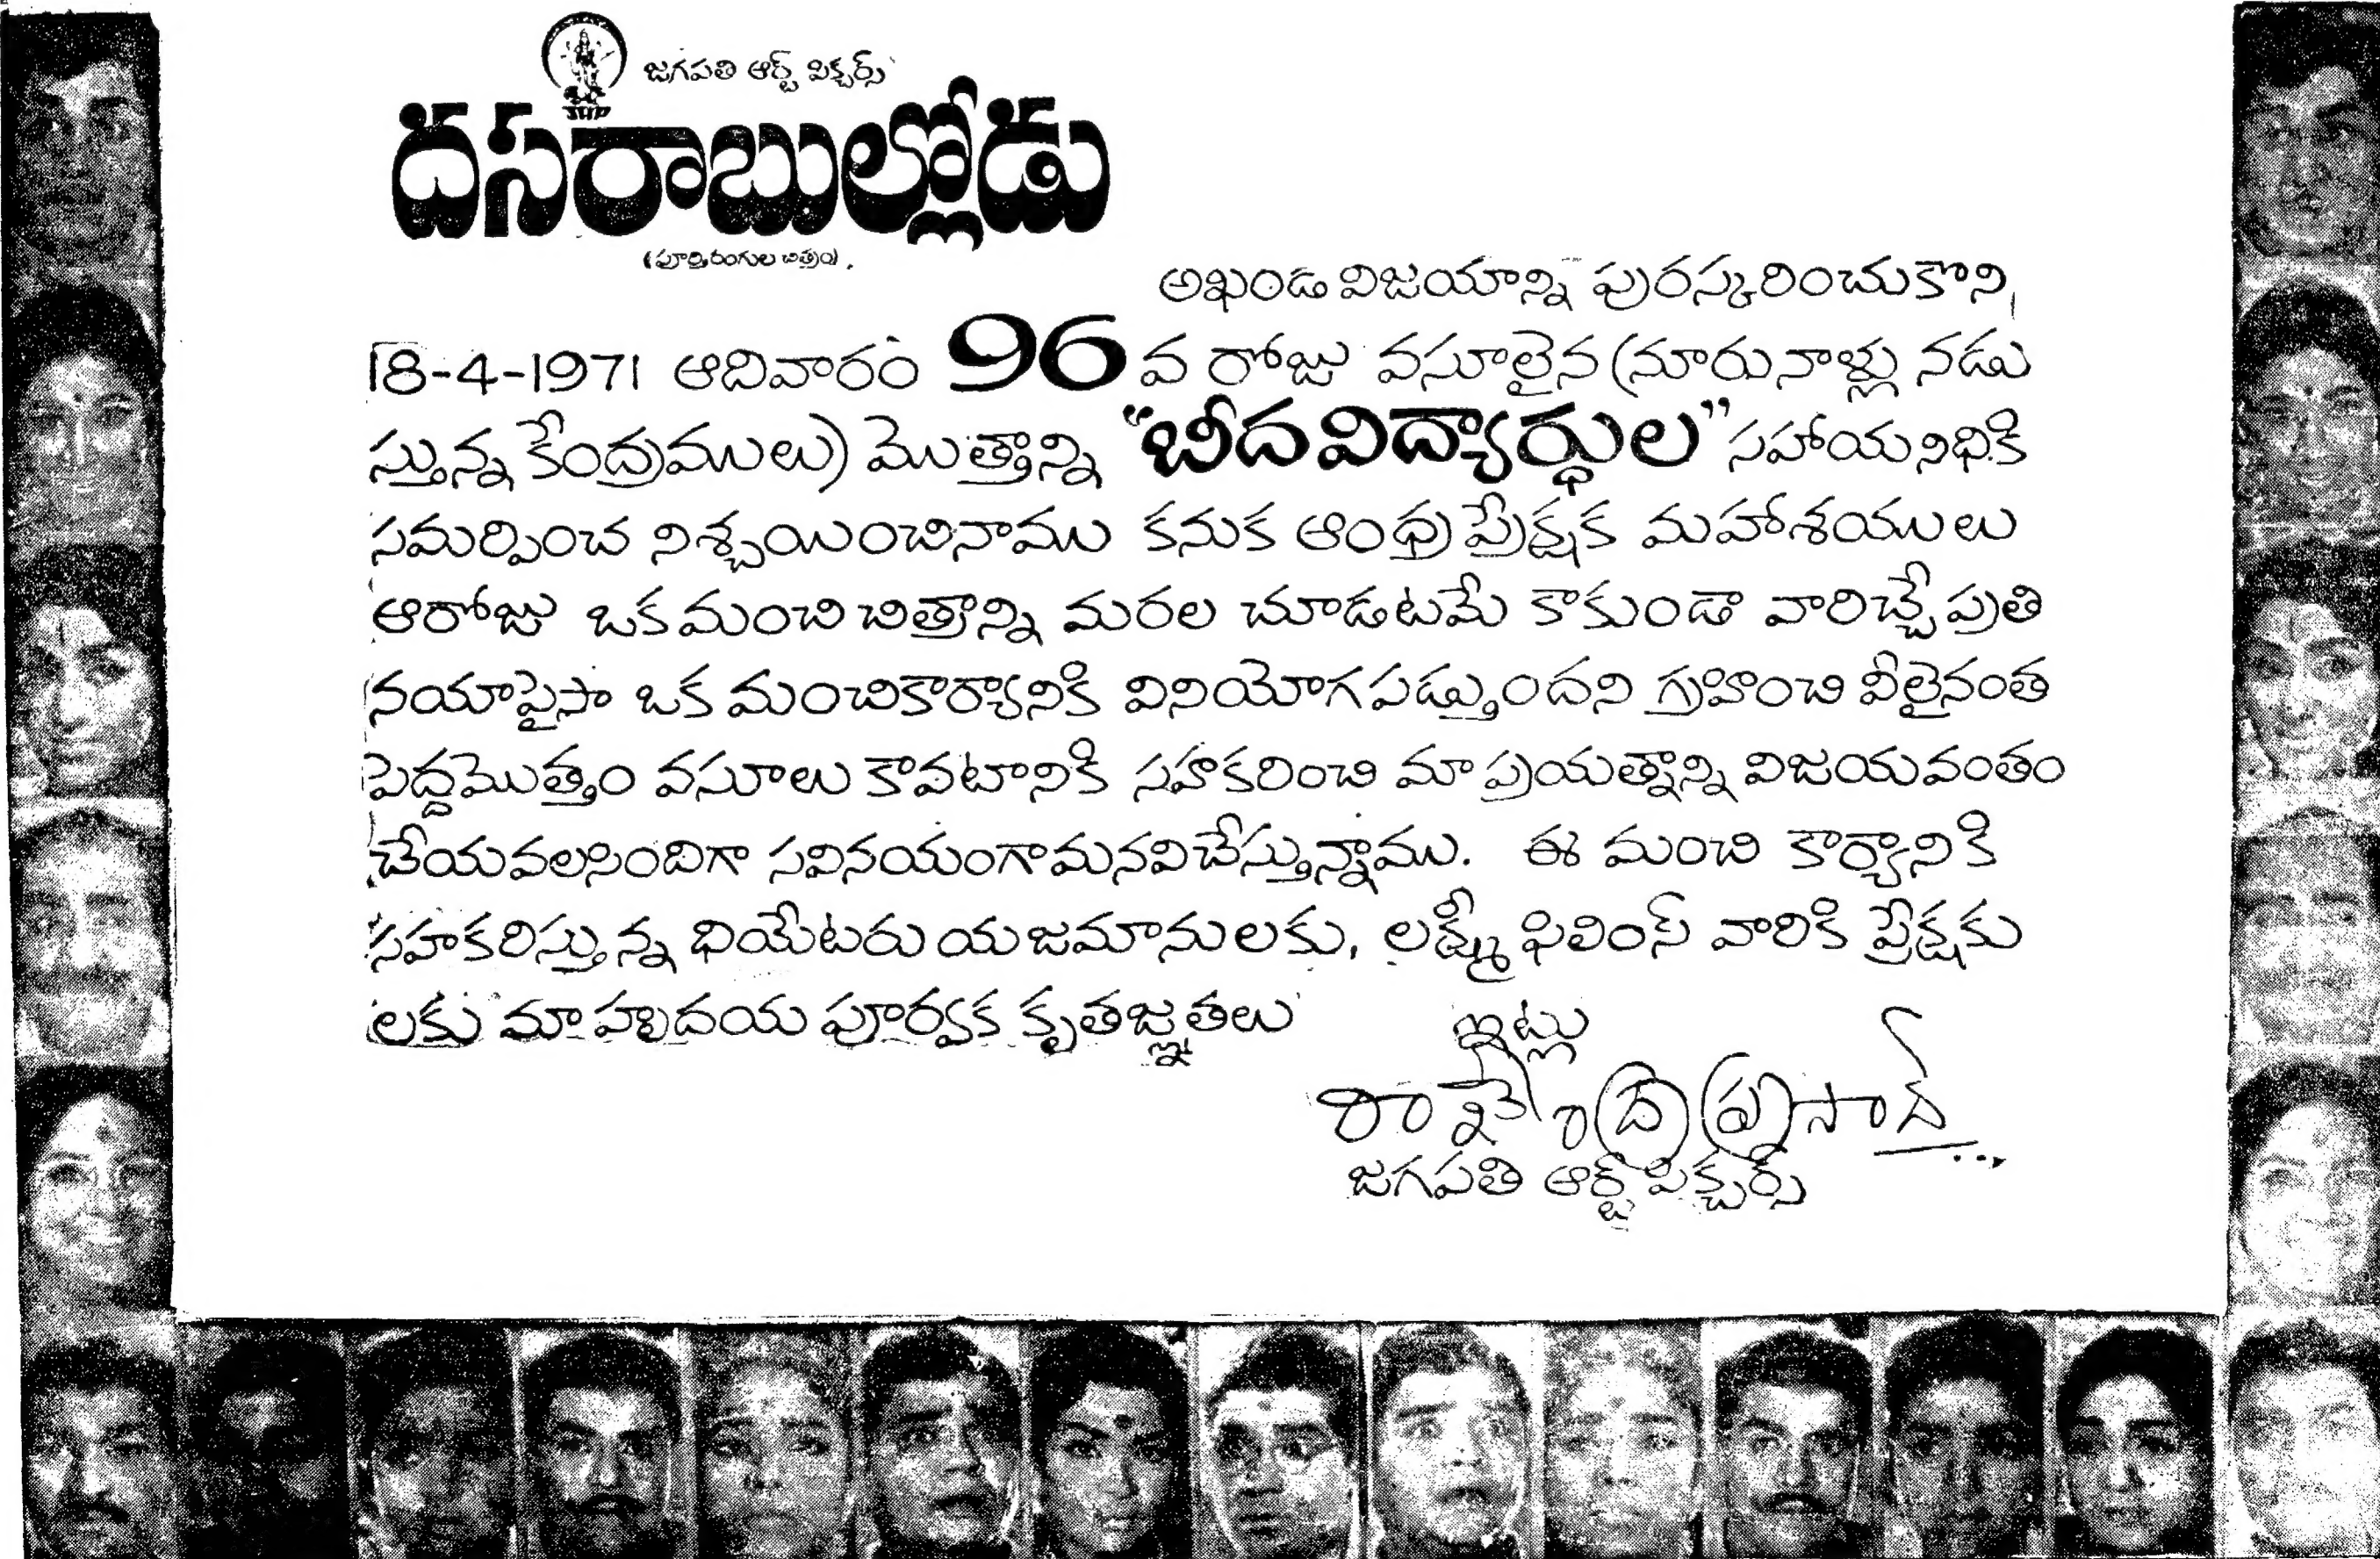 జగపతి ఆర్ట్ పిక్చర్స్
దసరాబుల్లోడు
(పూర్తిరంగుల చిత్రం)
అఖండ విజయాన్ని పురస్కరించుకొని,
18-4-1971 ఆదివారం 96 వ రోజు వసూలైన (నూరునాళ్లు నడు
స్తున్న కేంద్రములు) మొత్తాన్ని "బీదవిద్యార్థుల" సహాయనిధికి
సమర్పించ నిశ్చయించినాము కనుక ఆంధ్ర ప్రేక్షక మహాశయులు
ఆరోజు ఒక మంచి చిత్రాన్ని మరల చూడటమే కాకుండా వారిచ్చే ప్రతి
నయాపైసా ఒక మంచికార్యానికి వినియోగపడ్తుందని గ్రహించి వీలైనంత
పెద్దమొత్తం వసూలు కావటానికి సహకరించి మా ప్రయత్నాన్ని విజయవంతం
చేయవలసిందిగా సవినయంగా మనవిచేస్తున్నాము. ఈ మంచి కార్యానికి
సహకరిస్తున్న థియేటరు యజమానులకు, లక్ష్మీ ఫిలింస్ వారికి ప్రేక్షకు
లకు మా హృదయ పూర్వక కృతజ్ఞతలు
ఇట్లు
రాజేంద్రప్రసాద్
జగపతి ఆర్ట్ పిక్చర్స్